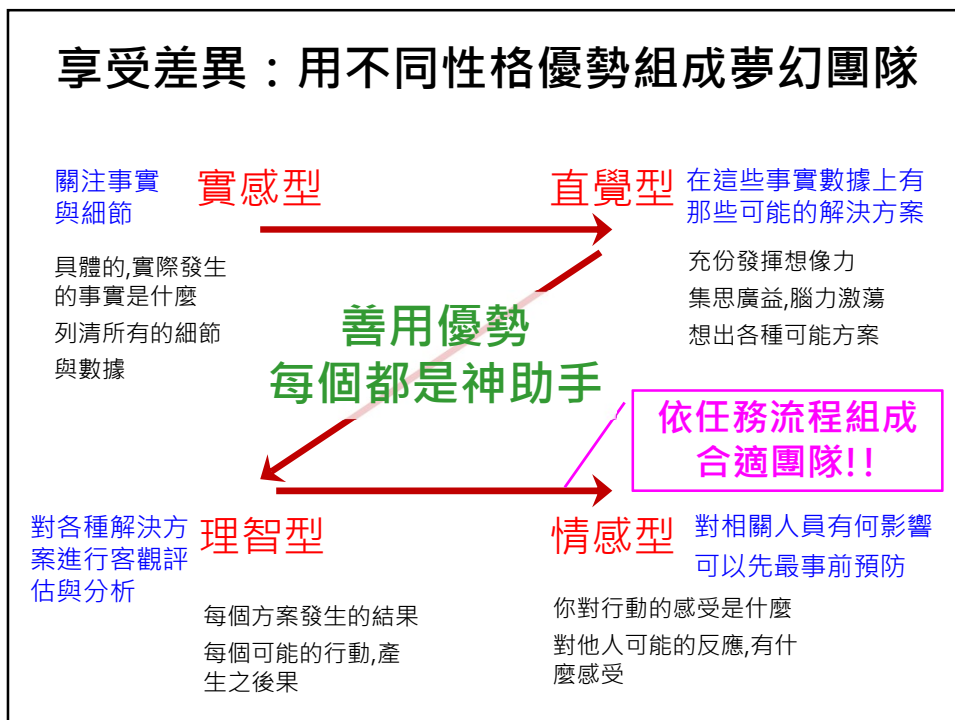 享受差異：用不同性格優勢組成夢幻團隊
關注事實
與細節
實感型
具體的,實際發生
的事實是什麼
列清所有的細節
與數據
直覺型
在這些事實數據上有
那些可能的解決方案
充份發揮想像力
集思廣益,腦力激蕩
想出各種可能方案
善用優勢
每個都是神助手
依任務流程組成
合適團隊!!
對各種解決方
案進行客觀評
估與分析
理智型
每個方案發生的結果
每個可能的行動,產
生之後果
情感型
對相關人員有何影響
可以先最事前預防
你對行動的感受是什麼
對他人可能的反應,有什
麼感受